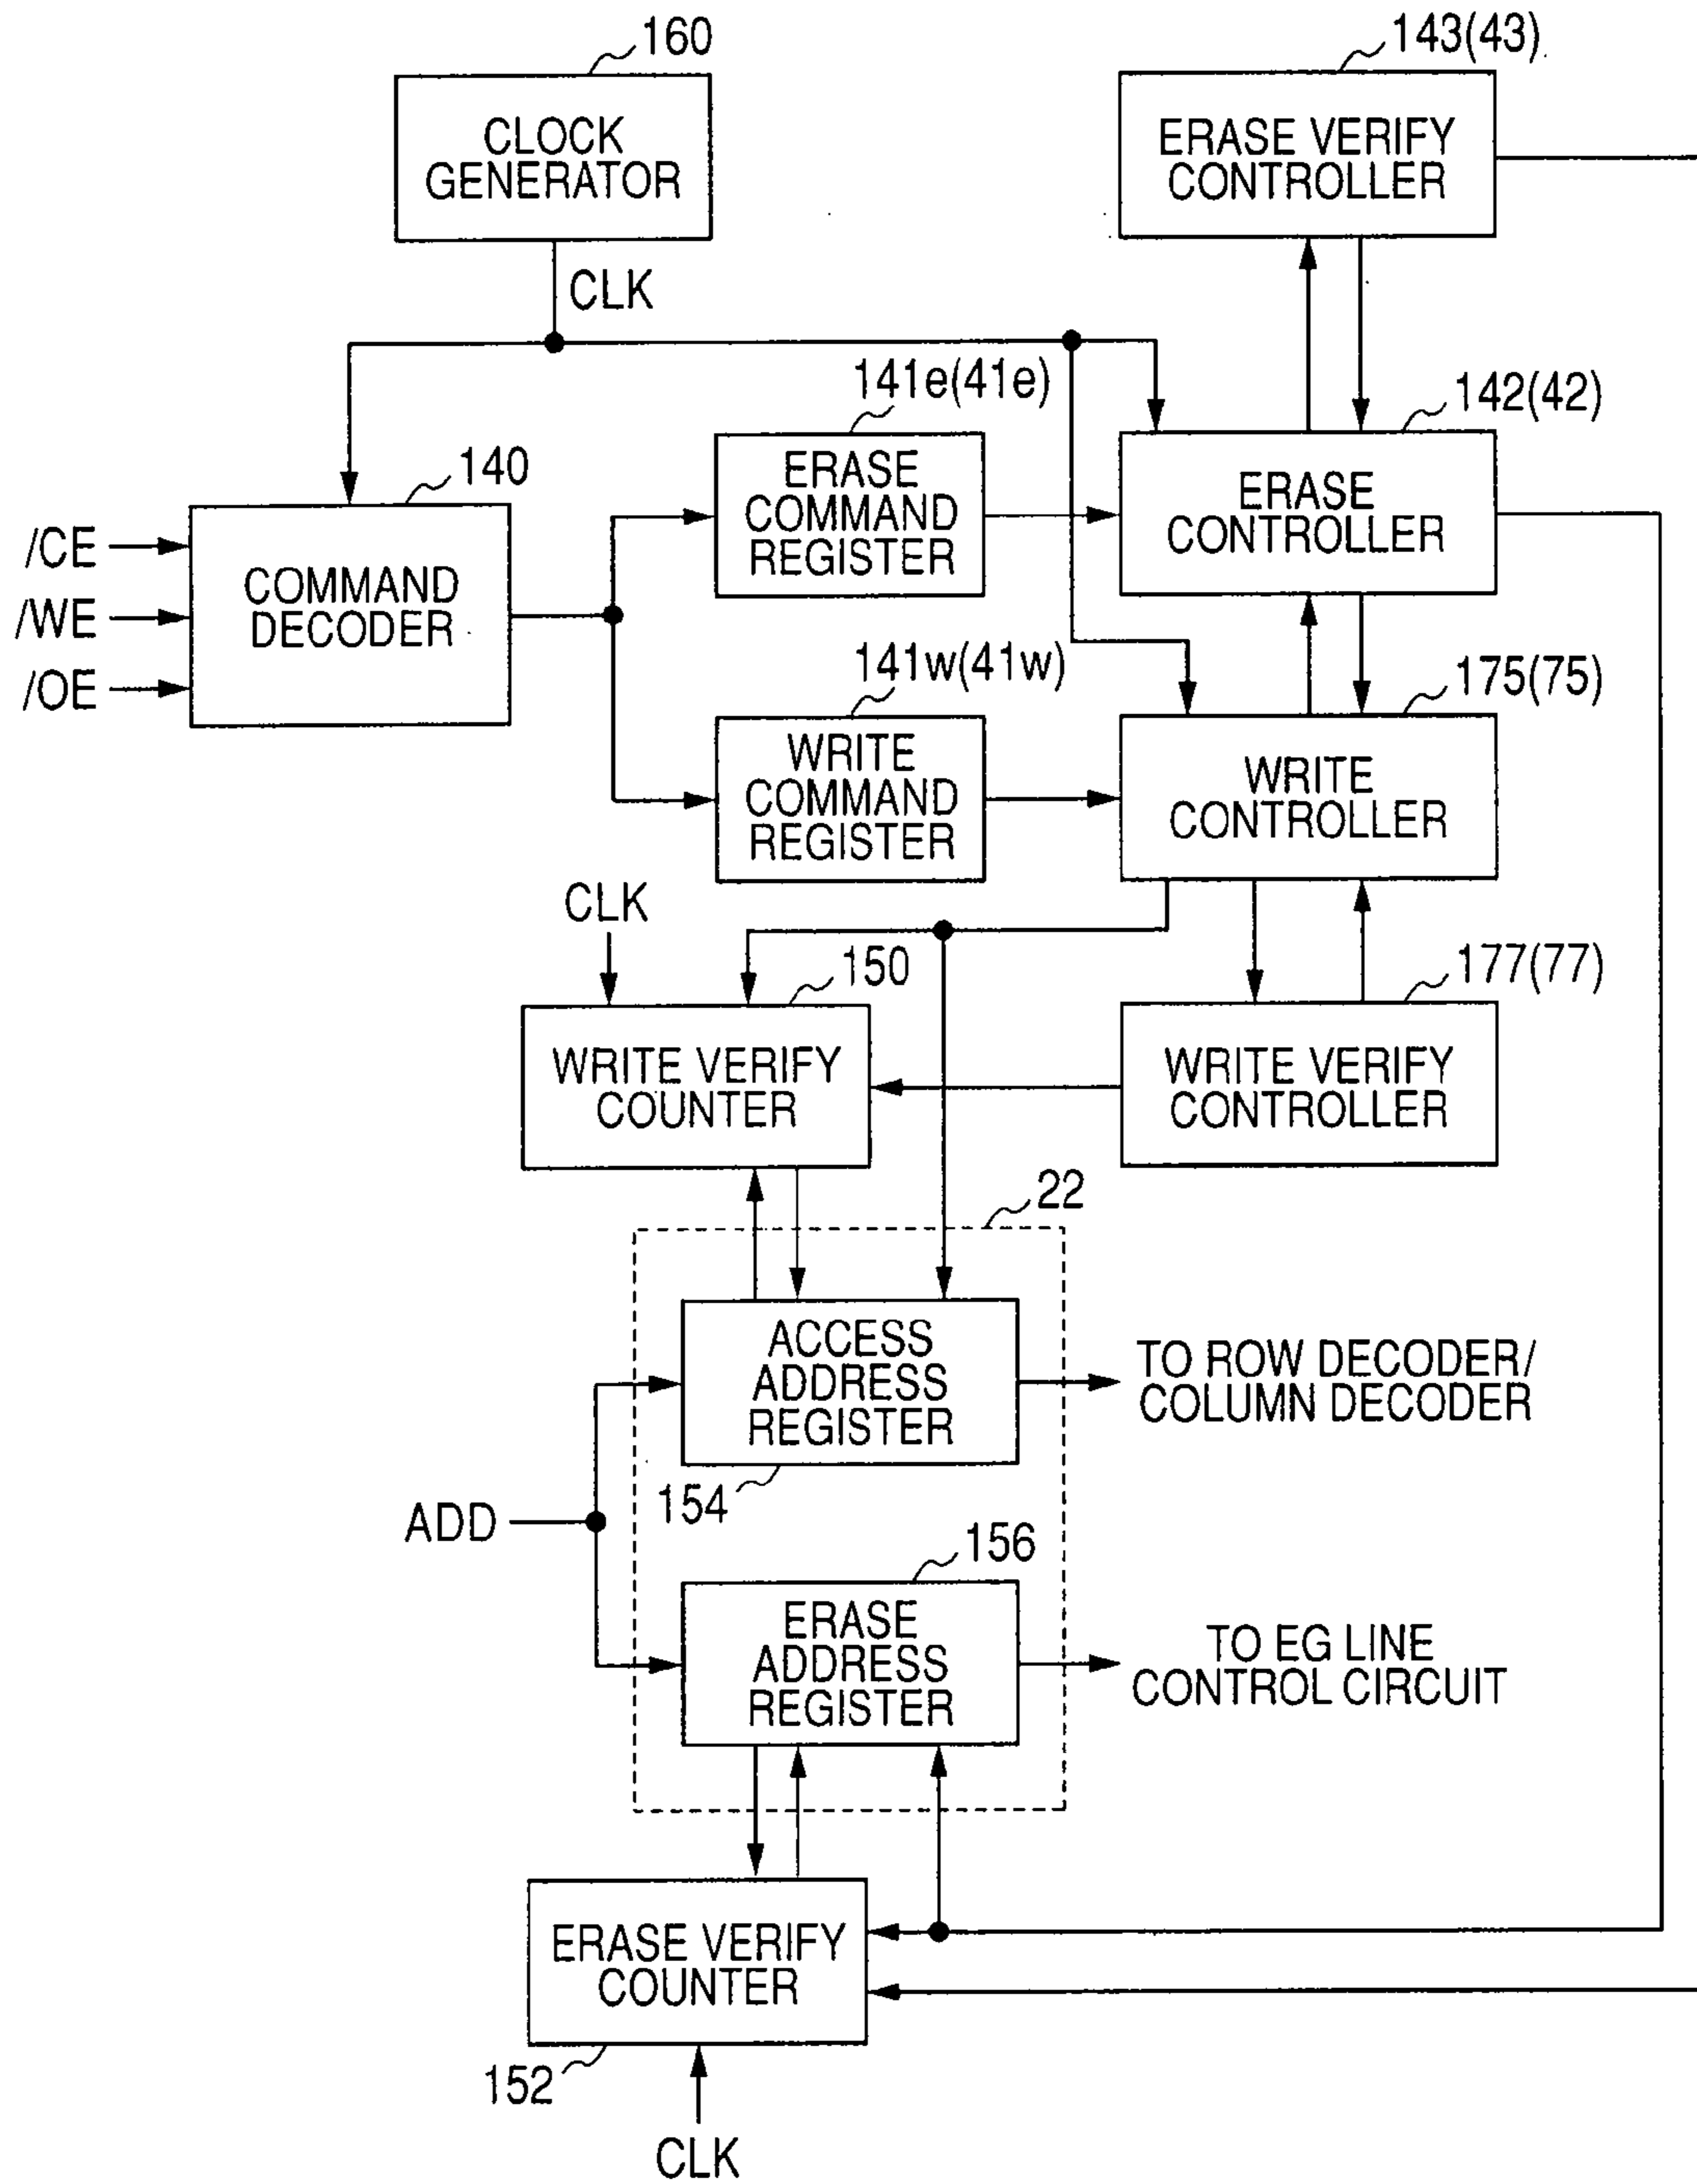 160
CLOCK
GENERATOR
CLK
143(43)
ERASE VERIFY
CONTROLLER
141e(41e)
ERASE
COMMAND
REGISTER
142(42)
ERASE
CONTROLLER
140
/CE
/WE
/OE
COMMAND
DECODER
141w(41w)
WRITE
COMMAND
REGISTER
175(75)
WRITE
CONTROLLER
CLK
150
WRITE VERIFY
COUNTER
177(77)
WRITE VERIFY
CONTROLLER
22
ACCESS
ADDRESS
REGISTER
154
TO ROW DECODER/
COLUMN DECODER
ADD
156
ERASE
ADDRESS
REGISTER
TO EG LINE
CONTROL CIRCUIT
ERASE VERIFY
COUNTER
152
CLK